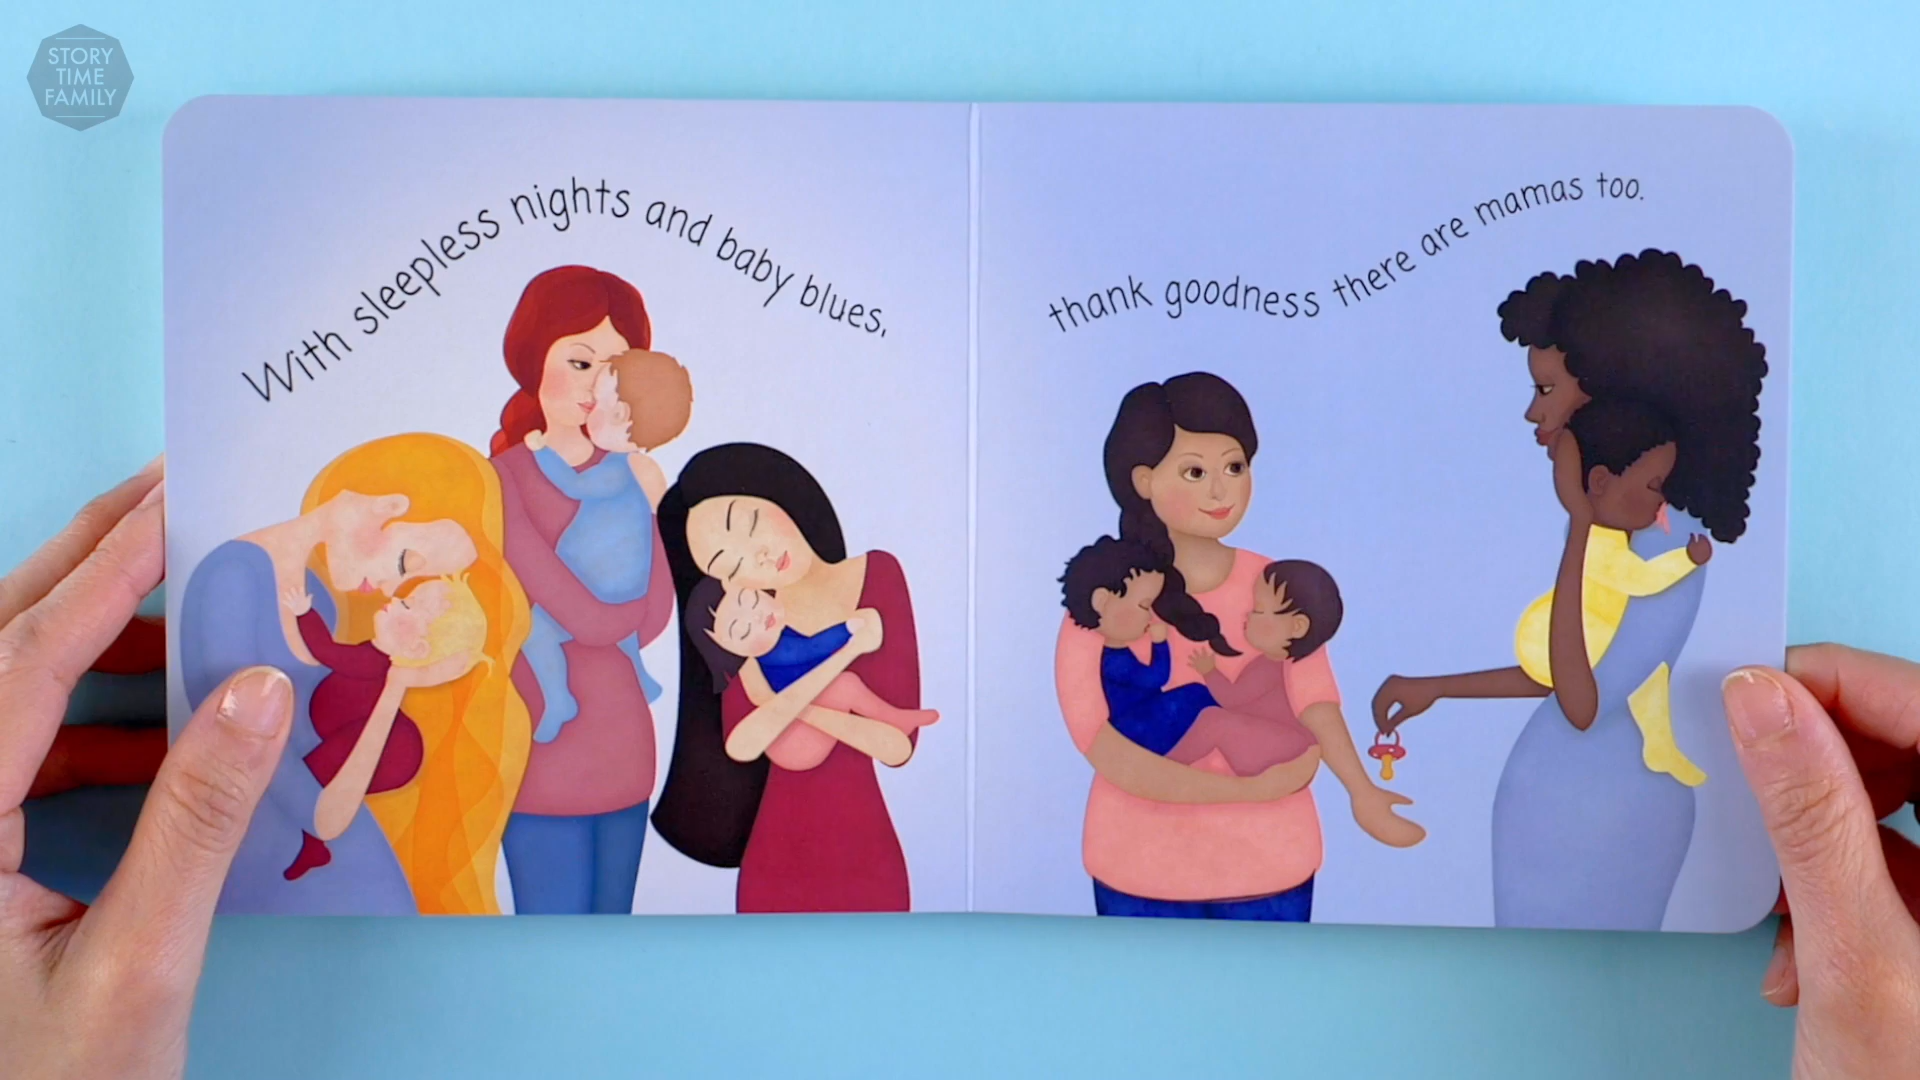 STORY
TIME
FAMILY
With sleepless nights and baby blues,
thank goodness there are mamas too.